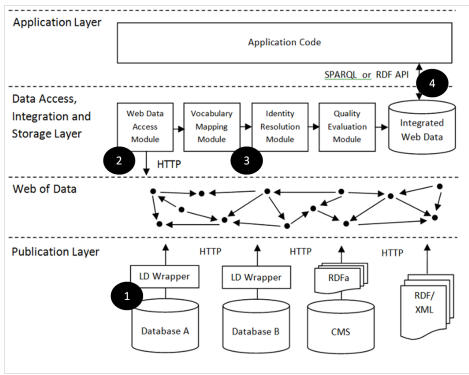 Application Layer
Application Code
SPARQL or RDF API
4
Data Access,
Integration and
Storage Layer
Web Data
Access
Module
Vocabulary
Mapping
Module
Identity
Resolution
Module
Quality
Evaluation
Module
Integrated
Web Data
2
3
HTTP
Web of Data
Publication Layer
HTTP
HTTP
HTTP
LD Wrapper
LD Wrapper
RDFa
RDF/
XML
1
Database A
Database B
CMS